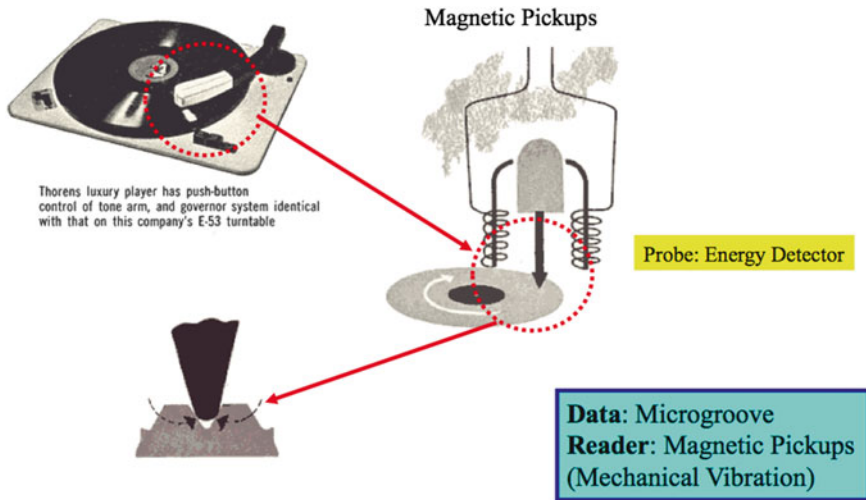 Magnetic Pickups
Thorens luxury player has push-button
control of tone arm, and governor system identical
with that on this company's E-53 turntable
Probe: Energy Detector
Data: Microgroove
Reader: Magnetic Pickups
(Mechanical Vibration)